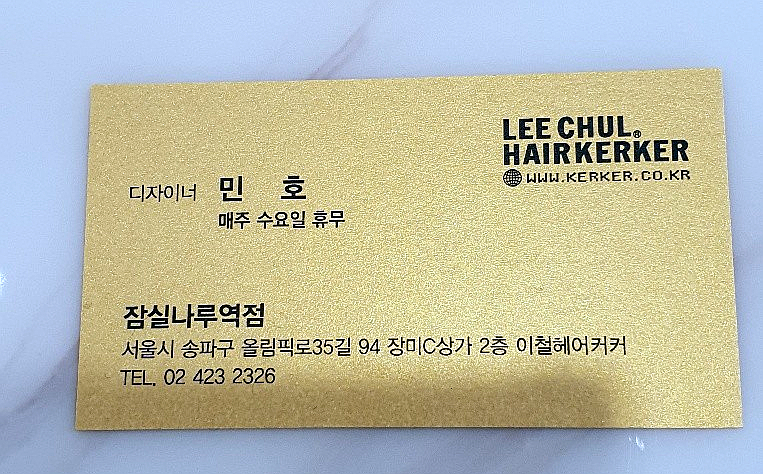 LEE CHUL®
HAIRKERKER
WWW.KERKER.CO.KR
디자이너 민 호
매주 수요일 휴무
잠실나루역점
서울시 송파구 올림픽로35길 94 장미C상가 2층 이철헤어커커
TEL. 02 423 2326